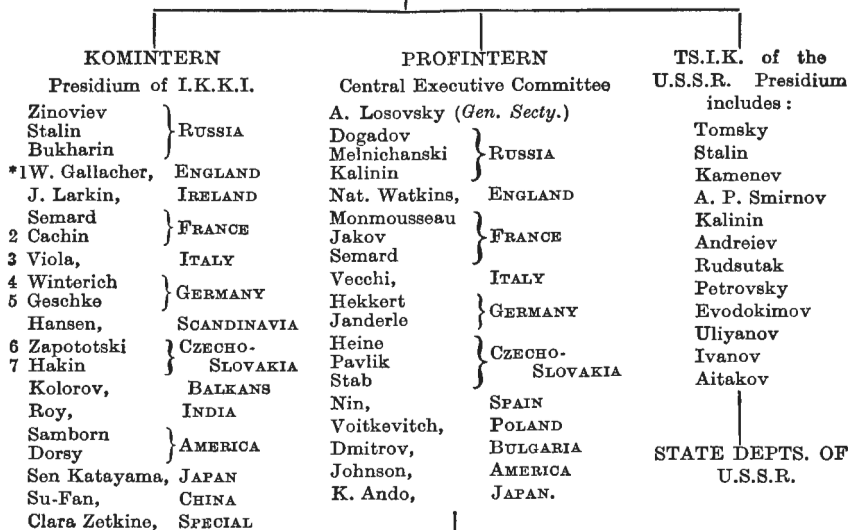 KOMINTERN
Presidium of I.K.K.I.
Zinoviev
Stalin
Bukharin
RUSSIA
*1W. Gallacher, ENGLAND
J. Larkin, IRELAND
Semard
2 Cachin
FRANCE
3 Viola, ITALY
4 Winterich
5 Geschke
GERMANY
Hansen, SCANDINAVIA
6 Zapototski
7 Hakin
CZECHO-
SLOVAKIA
Kolorov, BALKANS
Roy, INDIA
Samborn
Dorsy
AMERICA
Sen Katayama, JAPAN
Su-Fan, CHINA
Clara Zetkine, SPECIAL
PROFINTERN
Central Executive Committee
A. Losovsky (Gen. Secty.)
Dogadov
Melnichanski
Kalinin
RUSSIA
Nat. Watkins, ENGLAND
Monmousseau
Jakov
Semard
FRANCE
Vecchi, ITALY
Hekkert
Janderle
GERMANY
Heine
Pavlik
Stab
CZECHO-
SLOVAKIA
Nin, SPAIN
Voitkevitch, POLAND
Dmitrov, BULGARIA
Johnson, AMERICA
K. Ando, JAPAN.
TS.I.K. of the
U.S.S.R. Presidium
includes:
Tomsky
Stalin
Kamenev
A. P. Smirnov
Kalinin
Andreiev
Rudsutak
Petrovsky
Evodokimov
Uliyanov
Ivanov
Aitakov
STATE DEPTS. OF
U.S.S.R.